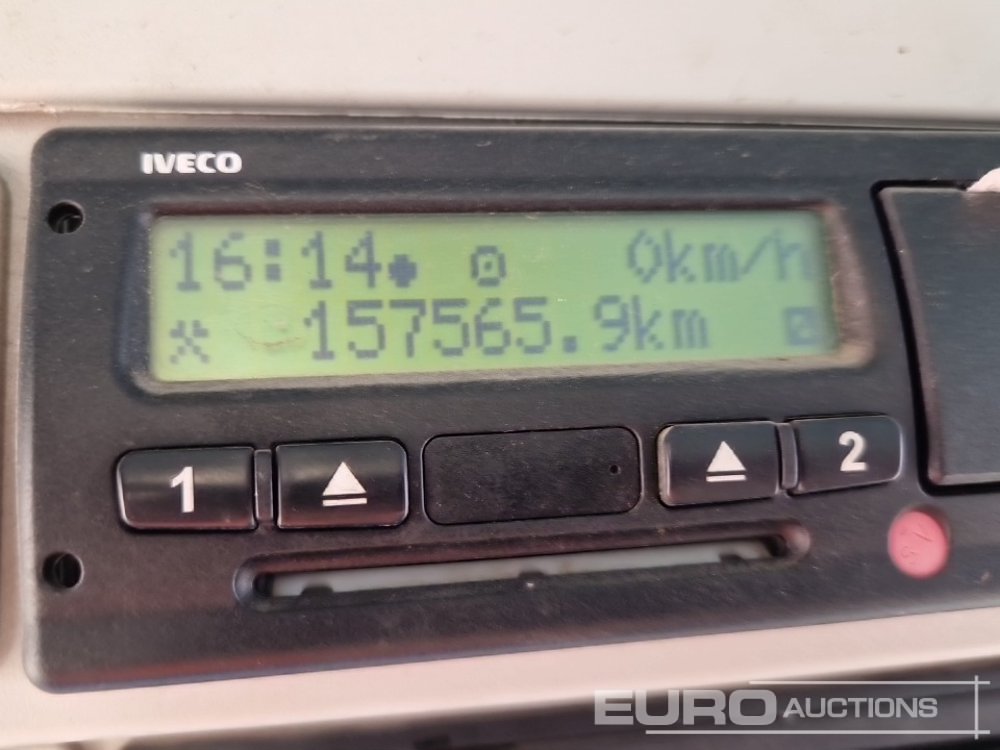 IVECO
16:14 0km/h
157565.9km
1 2
EURO AUCTIONS